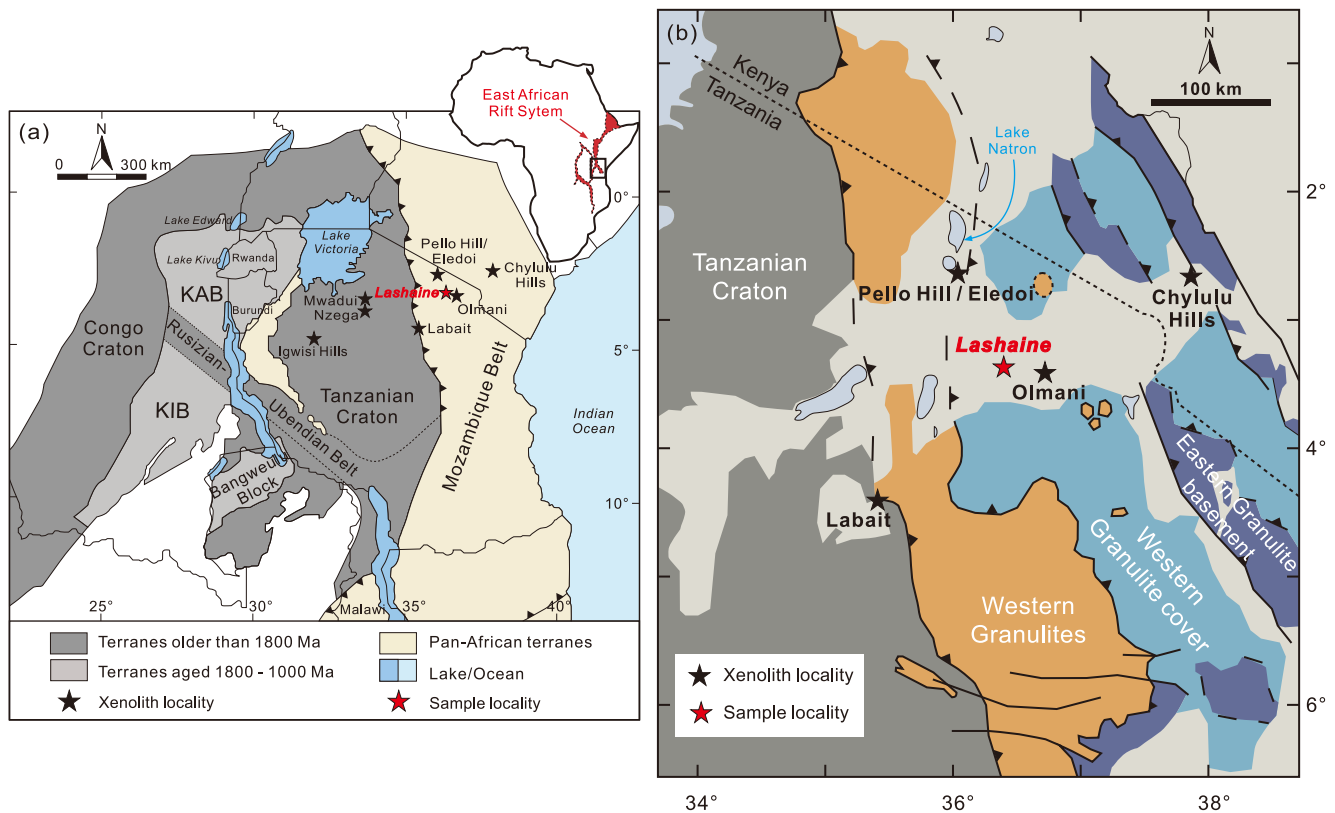 East African
Rift Sytem
(a)
N
0 300 km
0°
5°
10°
Lake Edward
Lake Kivu
Rwanda
Lake
Victoria
Pello Hill/
Eledoi
Chylulu
Hills
KAB
Burundi
Mwadui
Nzega
Lashaine
Olmani
Labait
Igwisi Hills
Congo
Craton
Rusizian-
Ubendian Belt
Tanzanian
Craton
Mozambique Belt
Indian
Ocean
KIB
Bangweul
Block
Malawi
25°
30°
35°
40°
Terranes older than 1800 Ma
Terranes aged 1800 - 1000 Ma
Xenolith locality
Pan-African terranes
Lake/Ocean
Sample locality
(b)
N
100 km
Kenya
Tanzania
Lake
Natron
2°
4°
6°
Tanzanian
Craton
Pello Hill / Eledoi
Chylulu
Hills
Lashaine
Olmani
Labait
Eastern Granulite
basement
Western
Granulite cover
Western
Granulites
Xenolith locality
Sample locality
34°
36°
38°